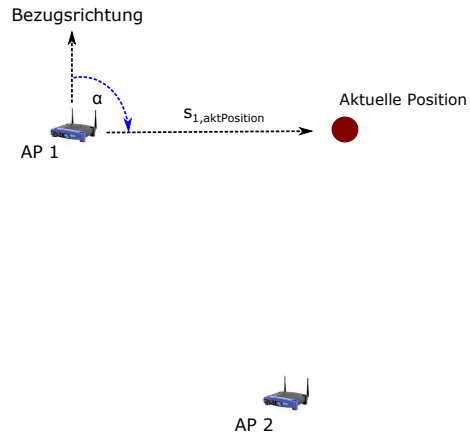 Bezugsrichtung
α
s1,aktPosition
Aktuelle Position
AP 1
AP 2